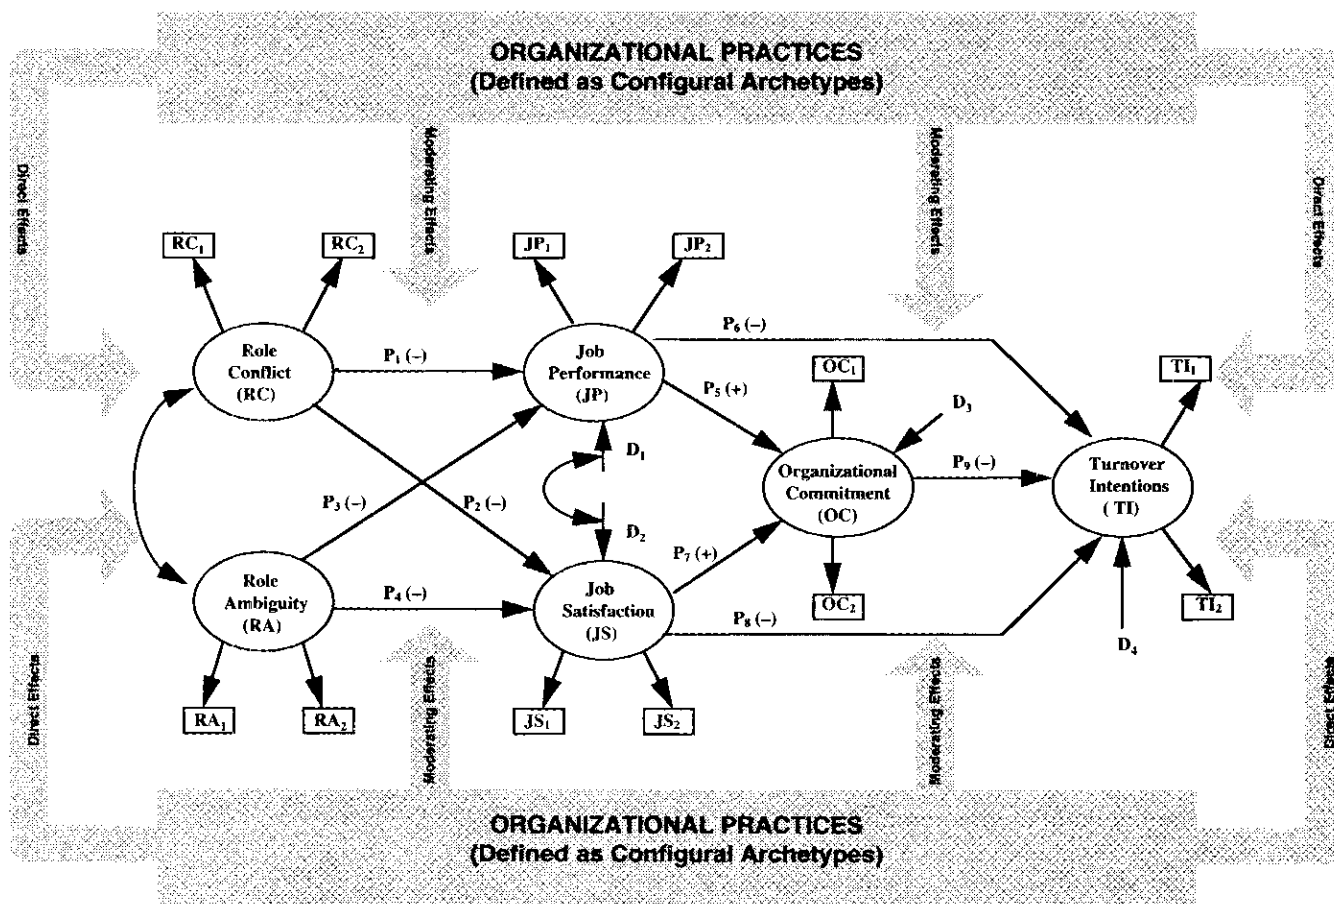 ORGANIZATIONAL PRACTICES
(Defined as Configural Archetypes)
Direct Effects
Moderating Effects
Moderating Effects
Direct Effects
RC₁
RC₂
JP₁
JP₂
Role
Conflict
(RC)
P₁ (–)
Job
Performance
(JP)
P₆ (–)
P₅ (+)
OC₁
TI₁
D₃
D₁
P₃ (–)
P₂ (–)
Organizational
Commitment
(OC)
P₉ (–)
Turnover
Intentions
( TI)
D₂
P₇ (+)
Role
Ambiguity
(RA)
P₄ (–)
Job
Satisfaction
(JS)
P₈ (–)
OC₂
TI₂
D₄
RA₁
RA₂
JS₁
JS₂
Direct Effects
Moderating Effects
Moderating Effects
Direct Effects
ORGANIZATIONAL PRACTICES
(Defined as Configural Archetypes)